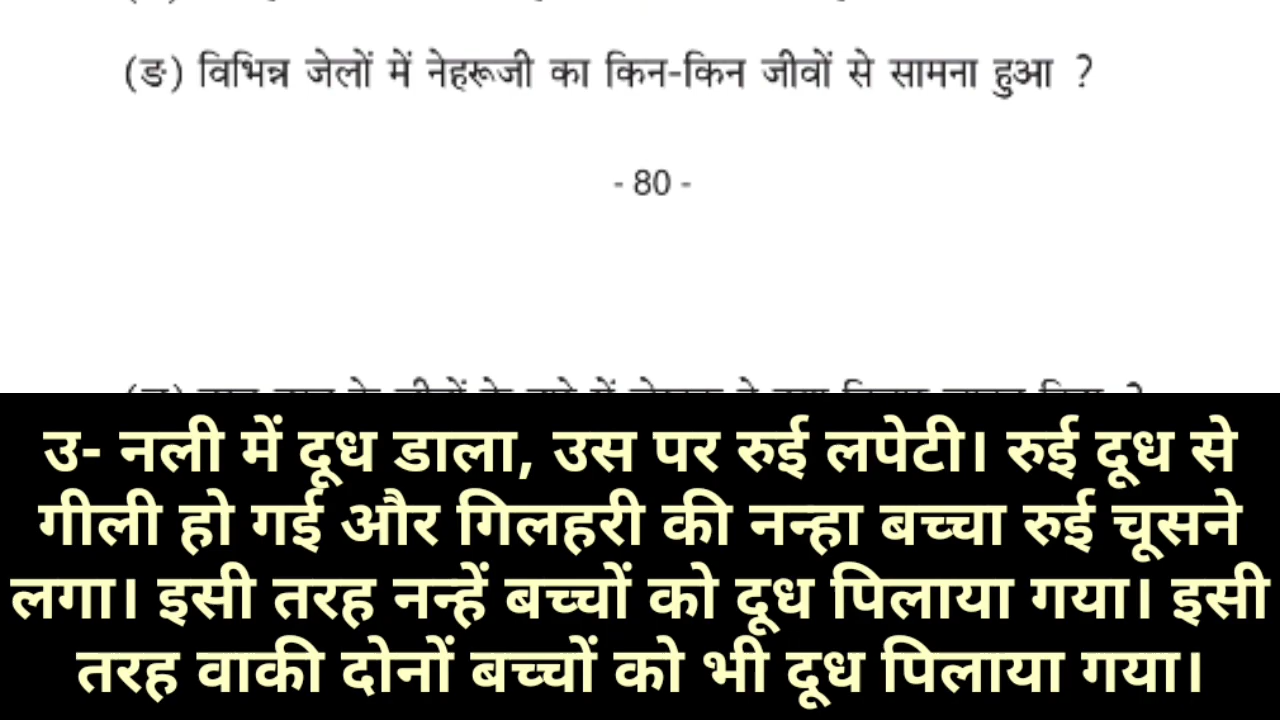 (ङ) विभिन्न जेलों में नेहरूजी का किन-किन जीवों से सामना हुआ ?
- 80 -
उ- नली में दूध डाला, उस पर रुई लपेटी। रुई दूध से
गीली हो गई और गिलहरी की नन्हा बच्चा रुई चूसने
लगा। इसी तरह नन्हें बच्चों को दूध पिलाया गया। इसी
तरह वाकी दोनों बच्चों को भी दूध पिलाया गया।